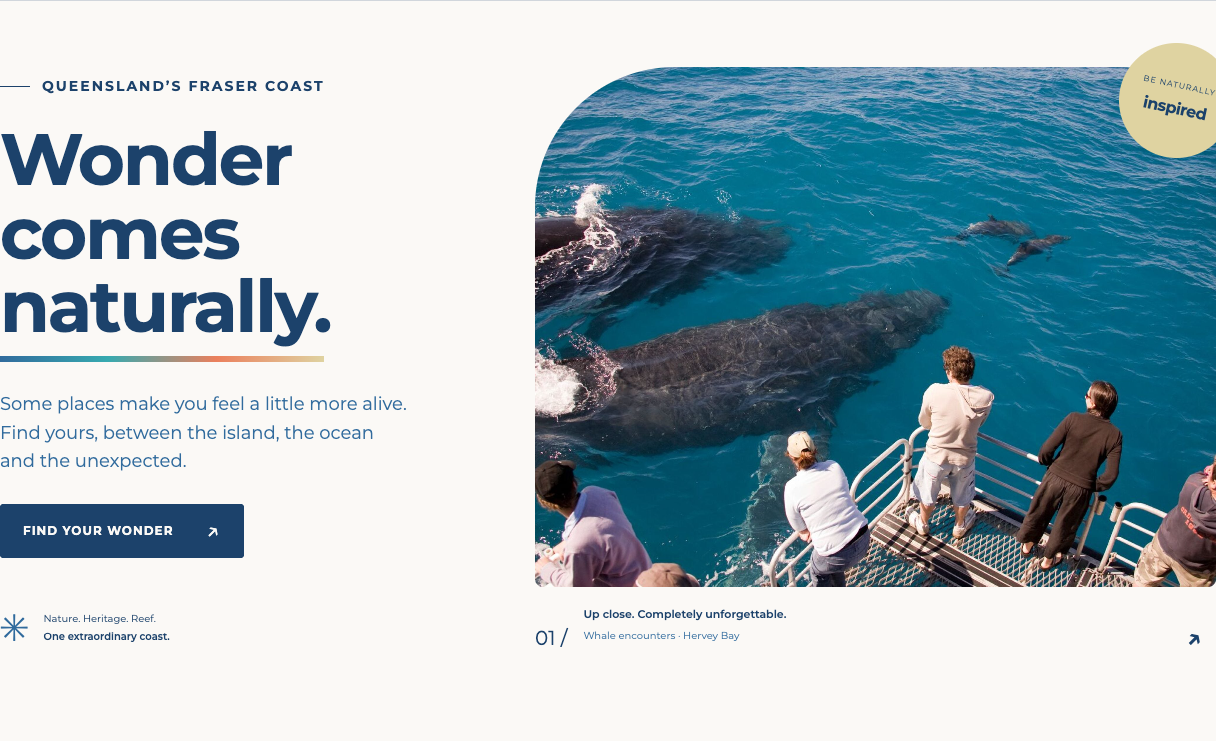 QUEENSLAND’S FRASER COAST
Wonder
comes
naturally.
Some places make you feel a little more alive.
Find yours, between the island, the ocean
and the unexpected.
FIND YOUR WONDER
Nature. Heritage. Reef.
One extraordinary coast.
BE NATURALLY
inspired
01 /
Up close. Completely unforgettable.
Whale encounters · Hervey Bay